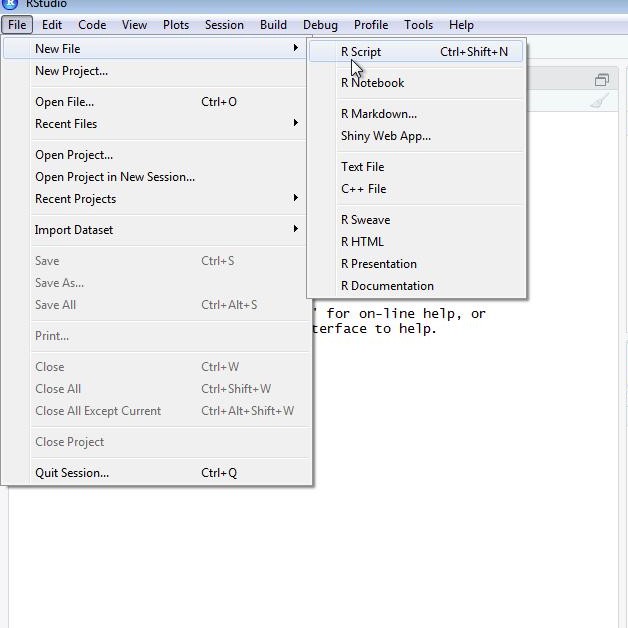 RStudio
File Edit Code View Plots Session Build Debug Profile Tools Help
New File
New Project...
Open File... Ctrl+O
Recent Files
Open Project...
Open Project in New Session...
Recent Projects
Import Dataset
Save Ctrl+S
Save As...
Save All Ctrl+Alt+S
Print...
Close Ctrl+W
Close All Ctrl+Shift+W
Close All Except Current Ctrl+Alt+Shift+W
Close Project
Quit Session... Ctrl+Q
R Script Ctrl+Shift+N
R Notebook
R Markdown...
Shiny Web App...
Text File
C++ File
R Sweave
R HTML
R Presentation
R Documentation
' for on-line help, or
terface to help.